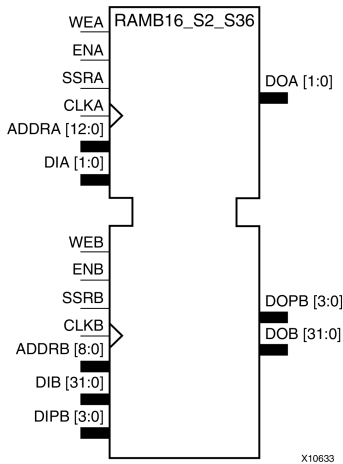 RAMB16_S2_S36
WEA
ENA
SSRA
CLKA
ADDRA [12:0]
DIA [1:0]
DOA [1:0]
WEB
ENB
SSRB
CLKB
ADDRB [8:0]
DIB [31:0]
DIPB [3:0]
DOPB [3:0]
DOB [31:0]
X10633